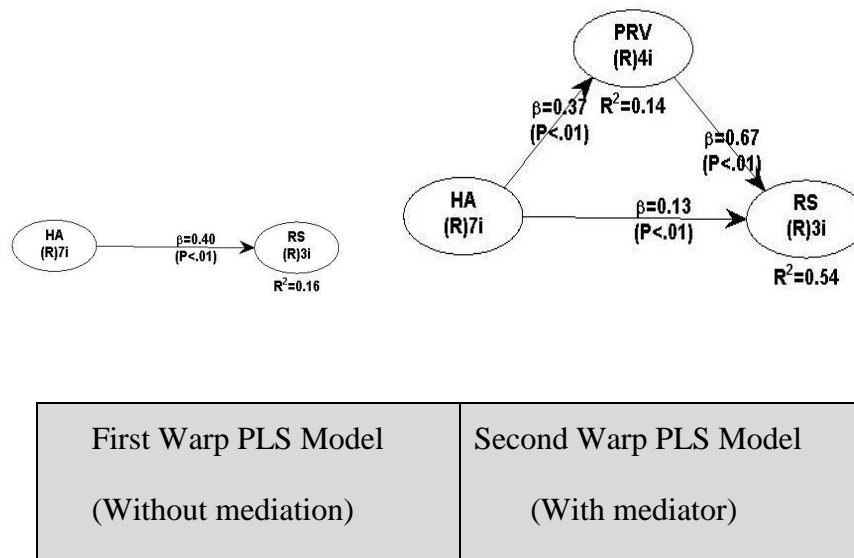 PRV
(R)4i
R²=0.14
β=0.37
(P<.01)
β=0.67
(P<.01)
HA
(R)7i
β=0.13
(P<.01)
RS
(R)3i
R²=0.54
HA
(R)7i
β=0.40
(P<.01)
RS
(R)3i
R²=0.16
First Warp PLS Model
(Without mediation)
Second Warp PLS Model
(With mediator)